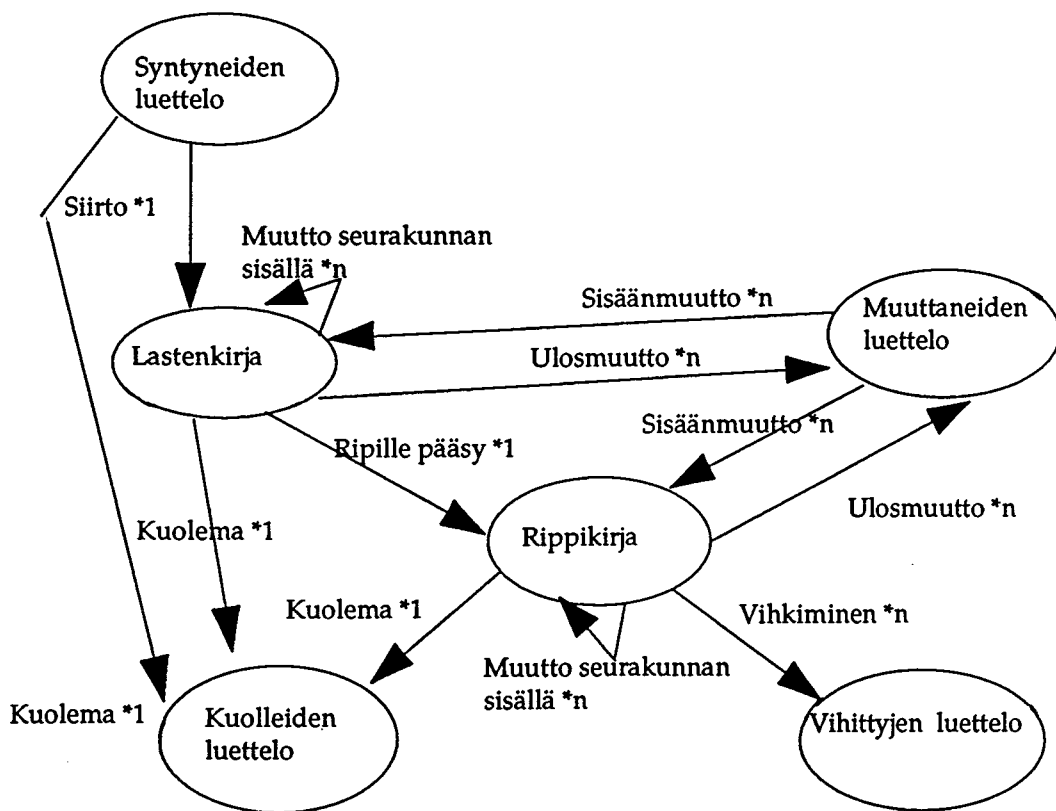 Syntyneiden
luettelo
Siirto *1
Muutto seurakunnan
sisällä *n
Sisäänmuutto *n
Muuttaneiden
luettelo
Lastenkirja
Ulosmuutto *n
Sisäänmuutto *n
Ripille pääsy *1
Ulosmuutto *n
Kuolema *1
Rippikirja
Kuolema *1
Vihkiminen *n
Muutto seurakunnan
sisällä *n
Kuolema *1
Kuolleiden
luettelo
Vihittyjen luettelo